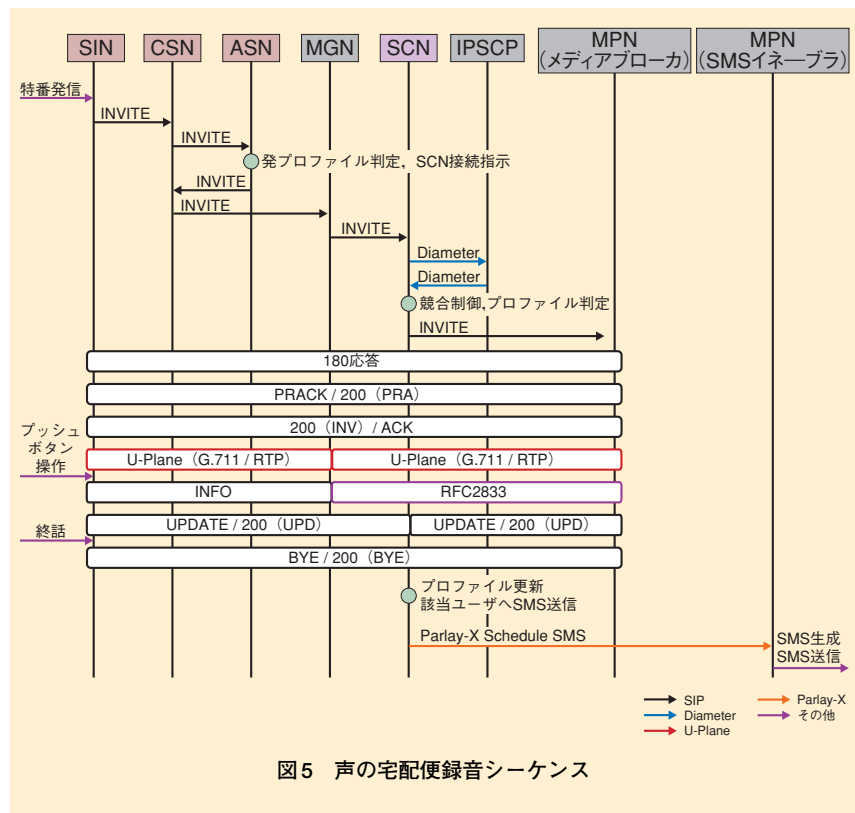 SIN
CSN
ASN
MGN
SCN
IPSCP
MPN
(メディアブローカ)
MPN
(SMSイネーブラ)
特番発信
INVITE
INVITE
発プロファイル判定，SCN接続指示
INVITE
INVITE
INVITE
Diameter
Diameter
競合制御,プロファイル判定
INVITE
180応答
PRACK / 200（PRA）
200（INV）/ ACK
プッシュ
ボタン
操作
U-Plane（G.711 / RTP）
U-Plane（G.711 / RTP）
INFO
RFC2833
UPDATE / 200（UPD）
UPDATE / 200（UPD）
終話
BYE / 200（BYE）
プロファイル更新
該当ユーザへSMS送信
Parlay-X Schedule SMS
SMS生成
SMS送信
SIP
Parlay-X
Diameter
その他
U-Plane
図5　声の宅配便録音シーケンス